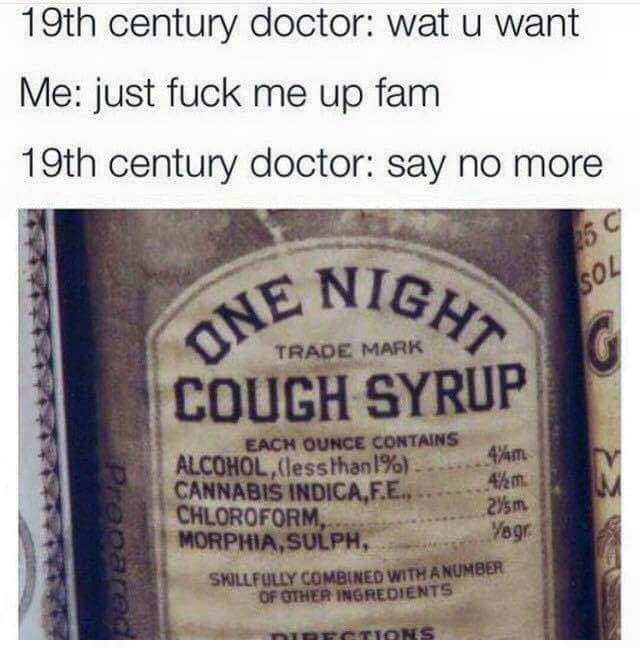 19th century doctor: wat u want
Me: just fuck me up fam
19th century doctor: say no more
25 C
SOL
G
ONE NIGHT
TRADE MARK
COUGH SYRUP
EACH OUNCE CONTAINS
ALCOHOL,(less than 1%)
CANNABIS INDICA,F.E., 4½m.
CHLOROFORM, 2⅔m.
MORPHIA,SULPH, ⅛gr.
SKILLFULLY COMBINED WITH A NUMBER
OF OTHER INGREDIENTS
DIRECTIONS
Prepared